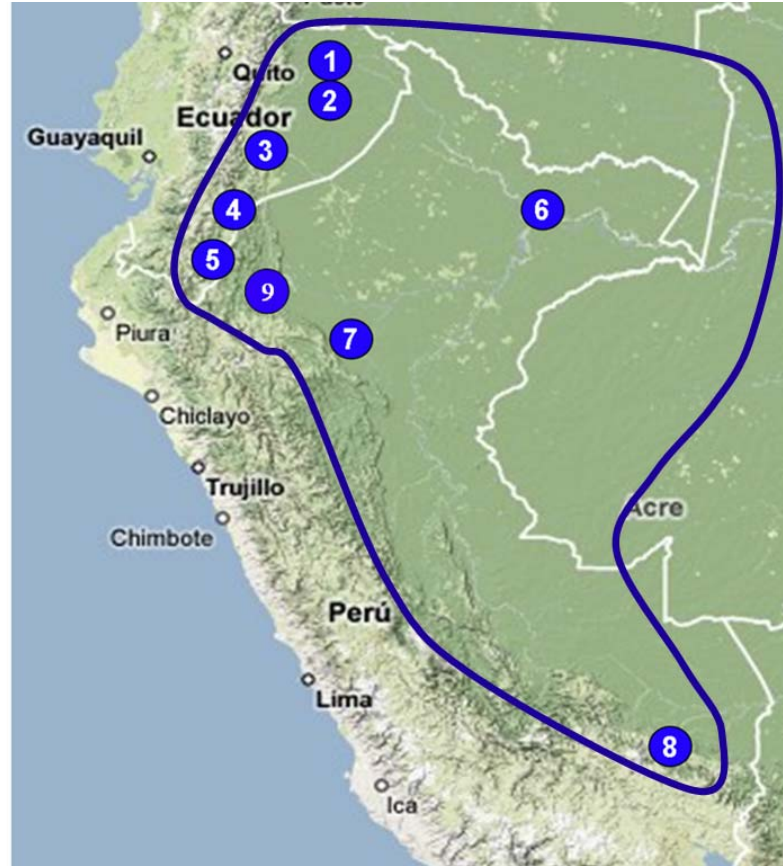 1
Quito
2
Ecuador
Guayaquil
3
4
6
5
9
Piura
7
Chiclayo
Trujillo
Acre
Chimbote
Perú
Lima
8
Ica